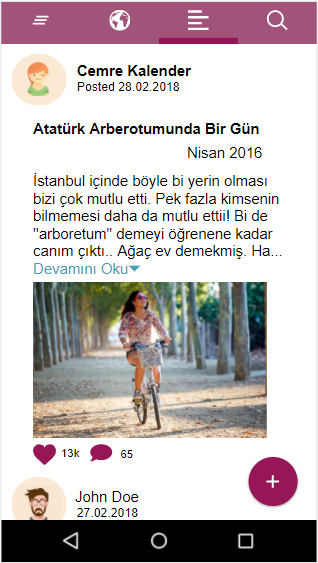 Cemre Kalender
Posted 28.02.2018
Atatürk Arberotumunda Bir Gün
Nisan 2016
İstanbul içinde böyle bi yerin olması
bizi çok mutlu etti. Pek fazla kimsenin
bilmemesi daha da mutlu ettii! Bi de
"arboretum" demeyi öğrenene kadar
canım çıktı.. Ağaç ev demekmiş. Ha...
Devamını Oku
13k 65
John Doe
27.02.2018